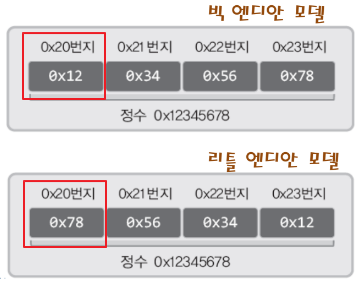 빅 엔디안 모델
0x20번지 0x21번지 0x22번지 0x23번지
0x12 0x34 0x56 0x78
정수 0x12345678
리틀 엔디안 모델
0x20번지 0x21번지 0x22번지 0x23번지
0x78 0x56 0x34 0x12
정수 0x12345678